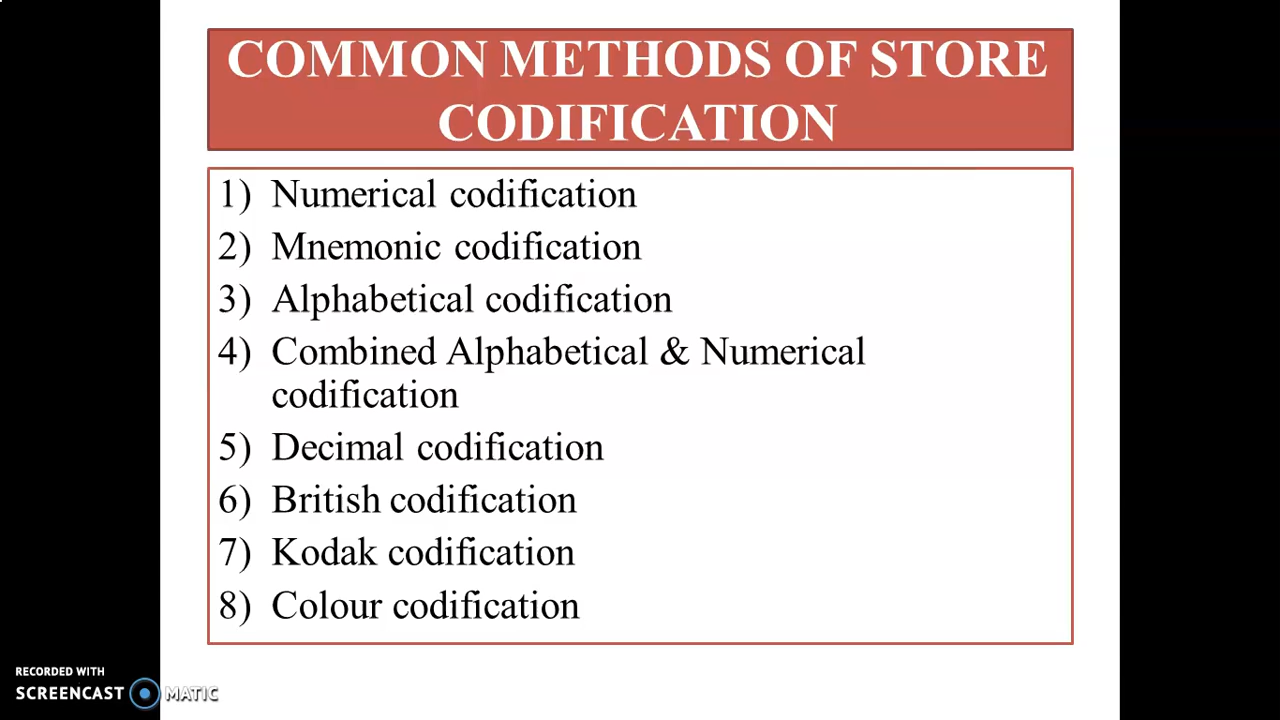 COMMON METHODS OF STORE
CODIFICATION
1) Numerical codification
2) Mnemonic codification
3) Alphabetical codification
4) Combined Alphabetical & Numerical
codification
5) Decimal codification
6) British codification
7) Kodak codification
8) Colour codification
RECORDED WITH
SCREENCAST MATIC